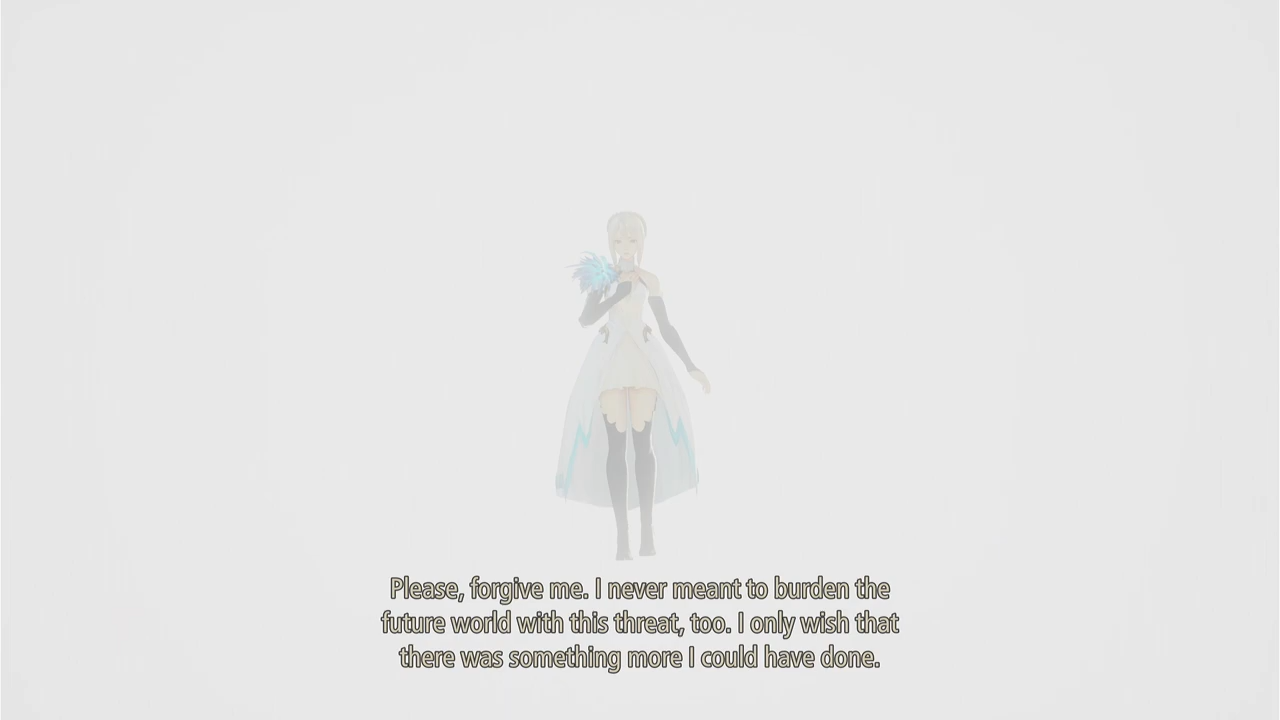 Please, forgive me. I never meant to burden the
future world with this threat, too. I only wish that
there was something more I could have done.